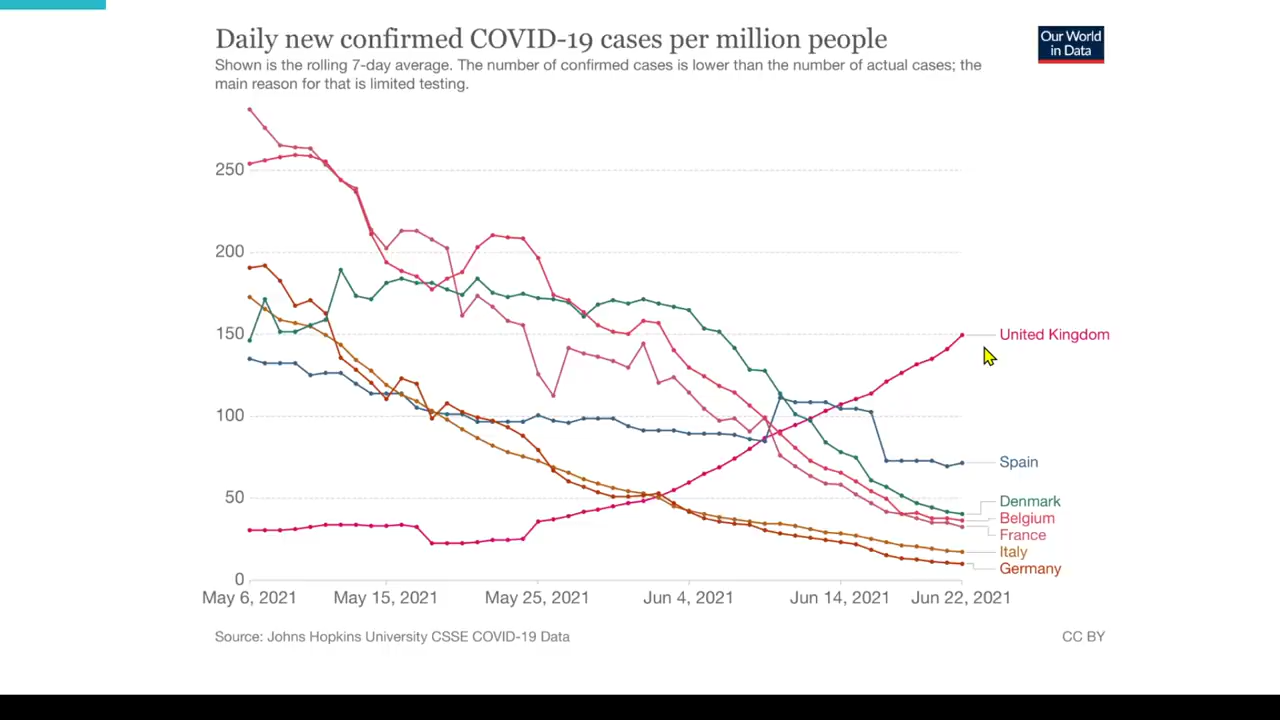 Daily new confirmed COVID-19 cases per million people
Our World
in Data
Shown is the rolling 7-day average. The number of confirmed cases is lower than the number of actual cases; the
main reason for that is limited testing.
250
200
150
100
50
0
United Kingdom
Spain
Denmark
Belgium
France
Italy
Germany
May 6, 2021
May 15, 2021
May 25, 2021
Jun 4, 2021
Jun 14, 2021
Jun 22, 2021
Source: Johns Hopkins University CSSE COVID-19 Data
CC BY